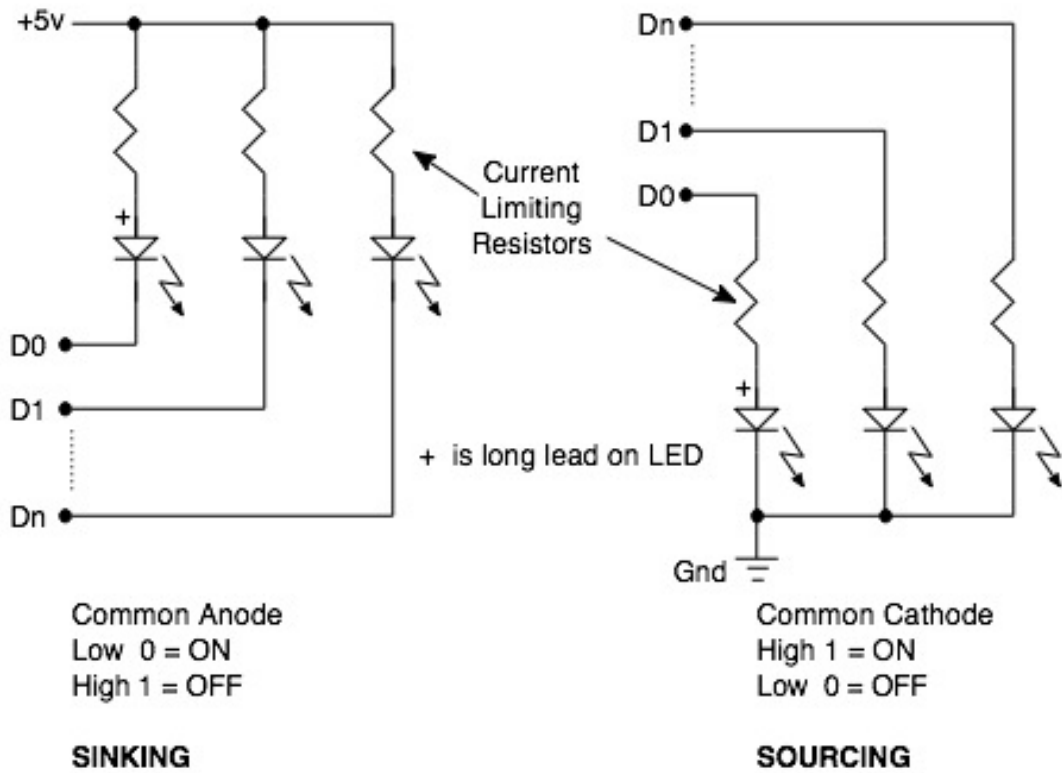 +5v
Dn
D1
D0
Current
Limiting
Resistors
+
D0
D1
Dn
+
+ is long lead on LED
Gnd
Common Anode
Low 0 = ON
High 1 = OFF
SINKING
Common Cathode
High 1 = ON
Low 0 = OFF
SOURCING